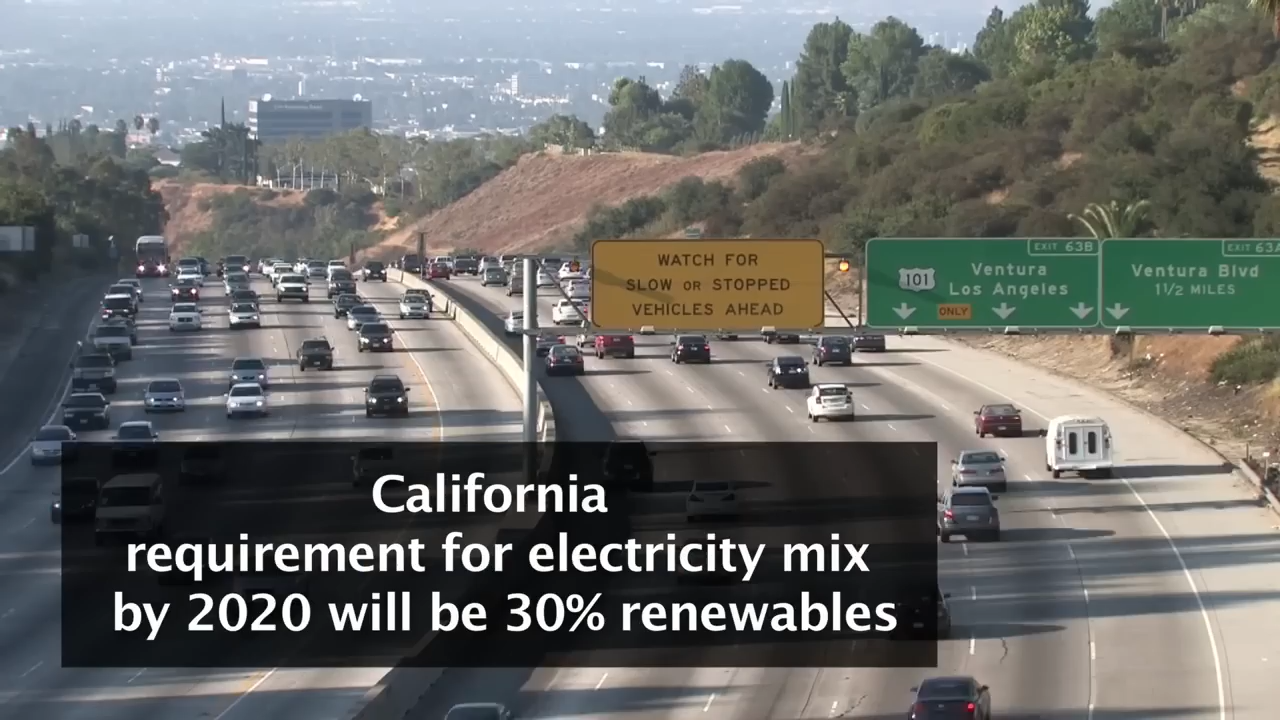 WATCH FOR
SLOW OR STOPPED
VEHICLES AHEAD
EXIT 63B
101
Ventura
Los Angeles
ONLY
EXIT 63A
Ventura Blvd
1 1/2 MILES
California
requirement for electricity mix
by 2020 will be 30% renewables